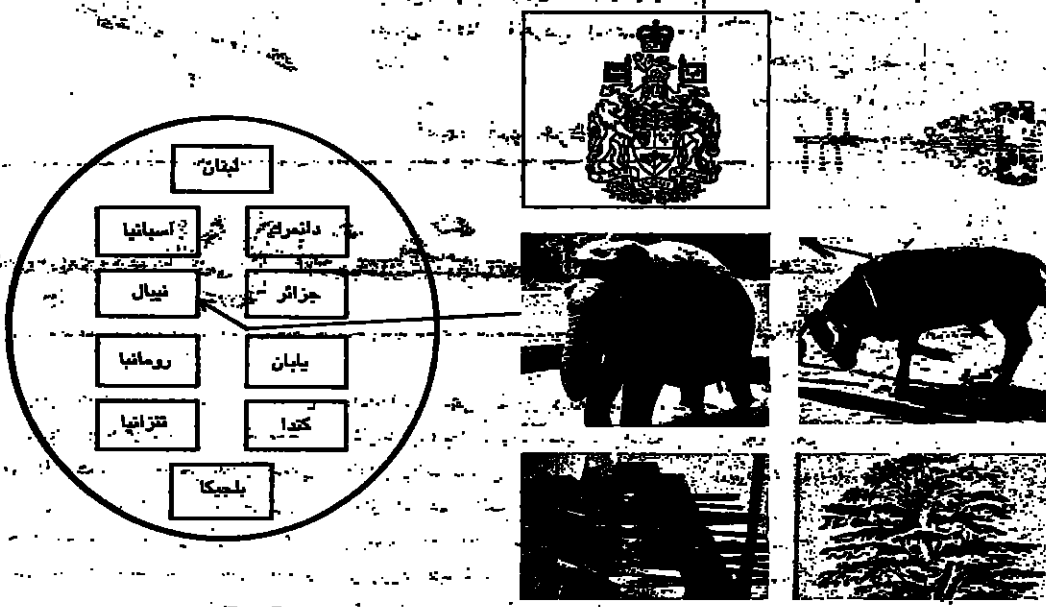 لبنان
دانمرك
اسبانيا
جزائر
نيبال
يابان
رومانيا
كندا
تنزانيا
بلجيكا